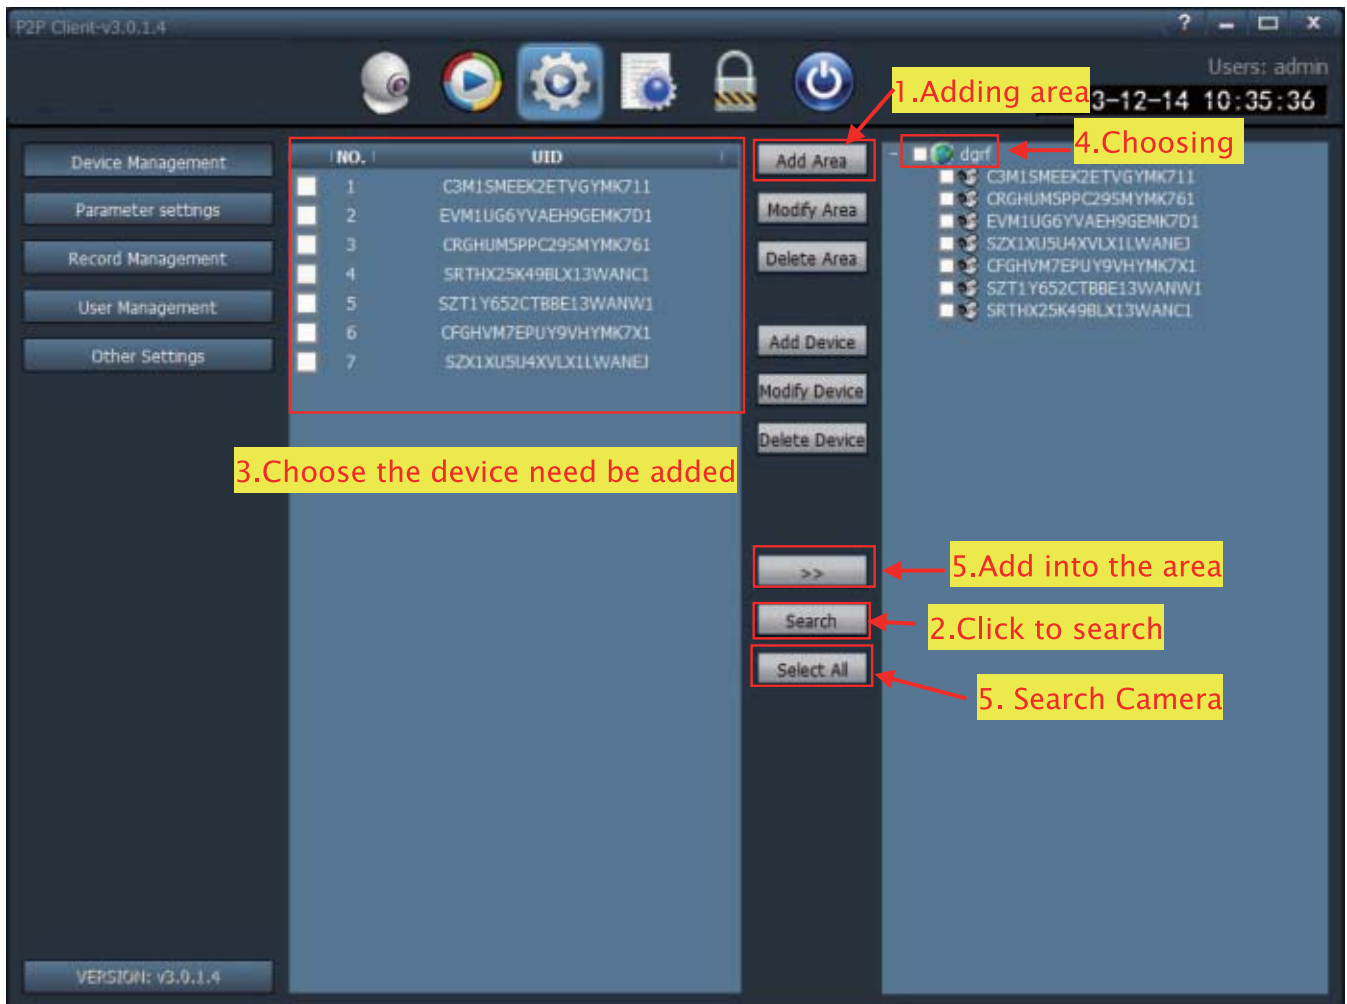 P2P Client-v3.0.1.4
Users: admin
1.Adding area
3-12-14 10:35:36
4.Choosing
Device Management
Parameter settings
Record Management
User Management
Other Settings
NO. UID
1 C3M1SMEEK2ETVGYMK711
2 EVM1UG6YVAEH9GEMK7D1
3 CRGHUM5PPC295MYMK761
4 SRTHX25K49BLX13WANC1
5 SZT1Y652CTBBE13WANW1
6 CFGHVM7EPUY9VHYMK7X1
7 SZX1XU5U4XVLX1LWANEJ
3.Choose the device need be added
Add Area
Modify Area
Delete Area
Add Device
Modify Device
Delete Device
>>
Search
Select All
dgrf
C3M1SMEEK2ETVGYMK711
CRGHUM5PPC295MYMK761
EVM1UG6YVAEH9GEMK7D1
SZX1XU5U4XVLX1LWANEJ
CFGHVM7EPUY9VHYMK7X1
SZT1Y652CTBBE13WANW1
SRTHX25K49BLX13WANC1
5.Add into the area
2.Click to search
5. Search Camera
VERSION: v3.0.1.4